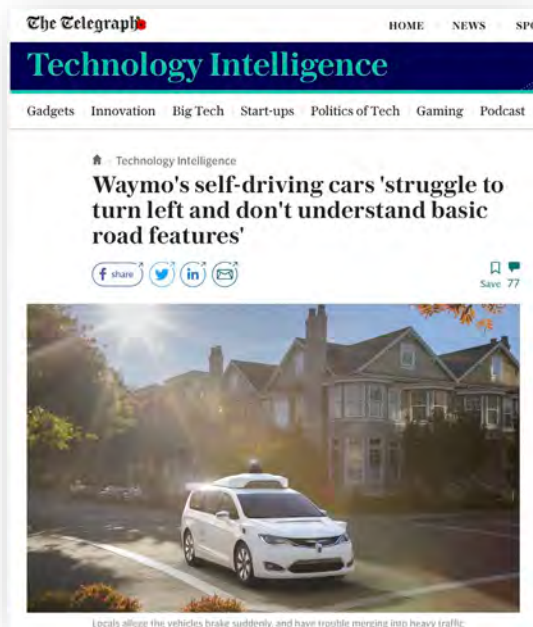 The Telegraph
HOME NEWS
Technology Intelligence
Gadgets Innovation Big Tech Start-ups Politics of Tech Gaming Podcast
Technology Intelligence
Waymo's self-driving cars 'struggle to
turn left and don't understand basic
road features'
f share in
Save 77
Locals allege the vehicles brake suddenly, and have trouble merging into heavy traffic